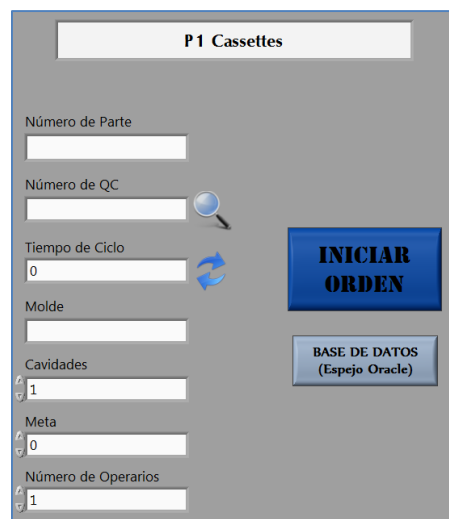 P1 Cassettes
Número de Parte
Número de QC
Tiempo de Ciclo
0
Molde
Cavidades
1
Meta
0
Número de Operarios
1
INICIAR
ORDEN
BASE DE DATOS
(Espejo Oracle)